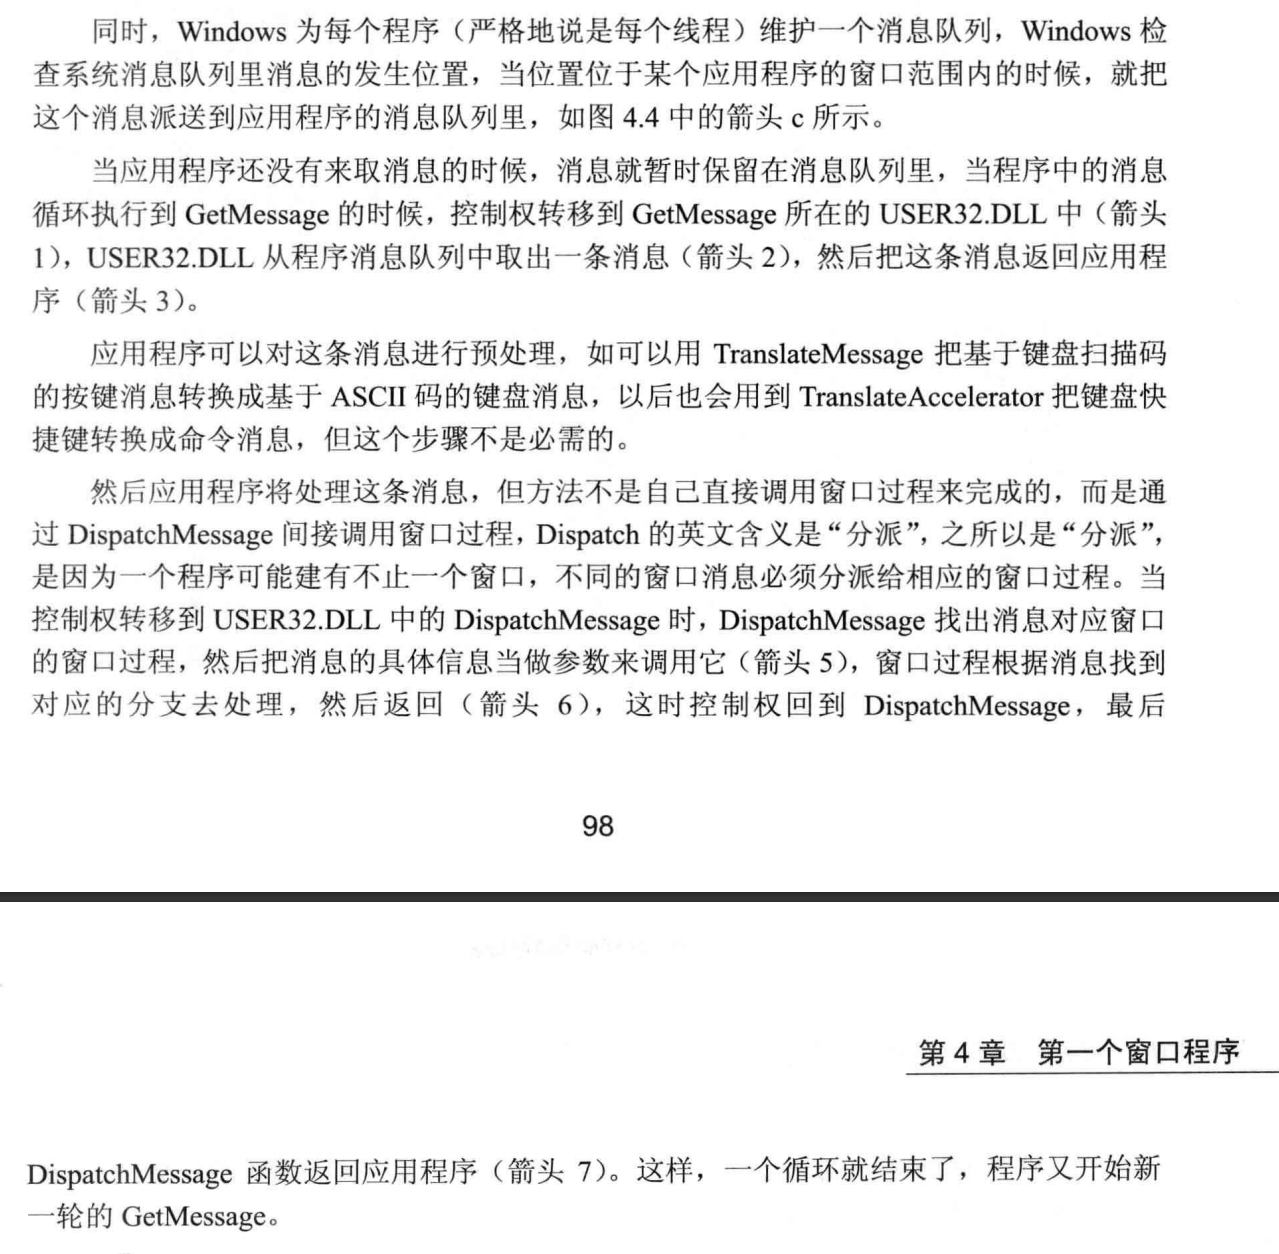 同时，Windows 为每个程序（严格地说是每个线程）维护一个消息队列，Windows 检
查系统消息队列里消息的发生位置，当位置位于某个应用程序的窗口范围内的时候，就把
这个消息派送到应用程序的消息队列里，如图 4.4 中的箭头 c 所示。
当应用程序还没有来取消息的时候，消息就暂时保留在消息队列里，当程序中的消息
循环执行到 GetMessage 的时候，控制权转移到 GetMessage 所在的 USER32.DLL 中（箭头
1），USER32.DLL 从程序消息队列中取出一条消息（箭头 2），然后把这条消息返回应用程
序（箭头 3）。
应用程序可以对这条消息进行预处理，如可以用 TranslateMessage 把基于键盘扫描码
的按键消息转换成基于 ASCII 码的键盘消息，以后也会用到 TranslateAccelerator 把键盘快
捷键转换成命令消息，但这个步骤不是必需的。
然后应用程序将处理这条消息，但方法不是自己直接调用窗口过程来完成的，而是通
过 DispatchMessage 间接调用窗口过程，Dispatch 的英文含义是“分派”，之所以是“分派”，
是因为一个程序可能建有不止一个窗口，不同的窗口消息必须分派给相应的窗口过程。当
控制权转移到 USER32.DLL 中的 DispatchMessage 时，DispatchMessage 找出消息对应窗口
的窗口过程，然后把消息的具体信息当做参数来调用它（箭头 5），窗口过程根据消息找到
对应的分支去处理，然后返回（箭头 6），这时控制权回到 DispatchMessage，最后
98
第 4 章 第一个窗口程序
DispatchMessage 函数返回应用程序（箭头 7）。这样，一个循环就结束了，程序又开始新
一轮的 GetMessage。